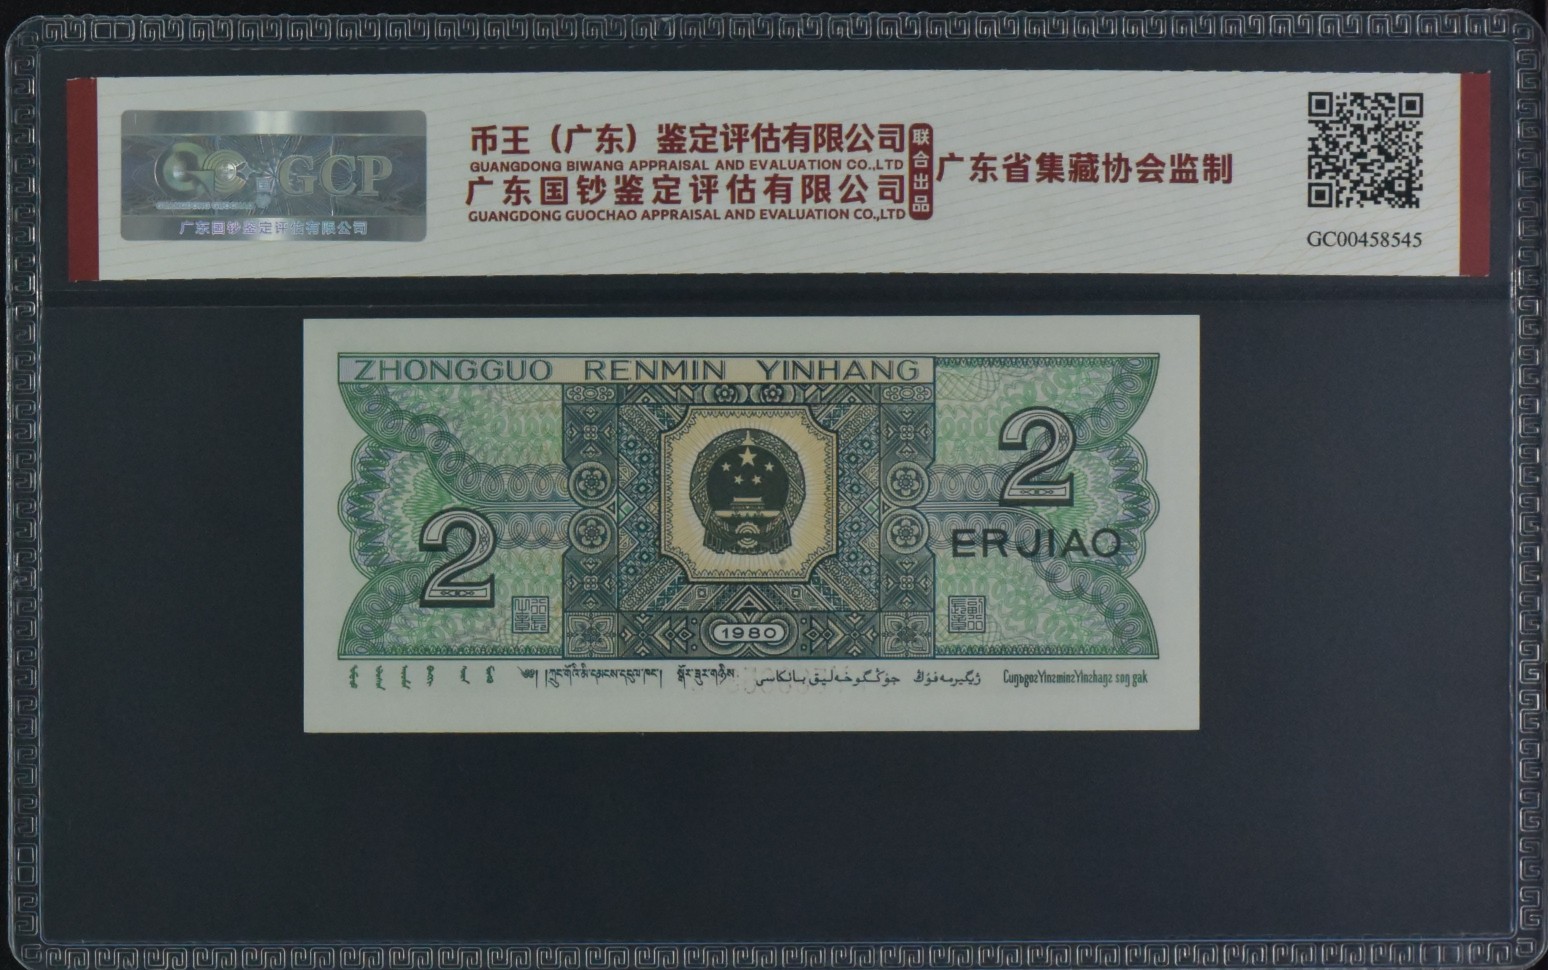 GCP
广东国钞鉴定评估有限公司
币王（广东）鉴定评估有限公司
GUANGDONG BIWANG APPRAISAL AND EVALUATION CO.,LTD
广东国钞鉴定评估有限公司
GUANGDONG GUOCHAO APPRAISAL AND EVALUATION CO.,LTD
联合出品
广东省集藏协会监制
GC00458545
ZHONGGUO RENMIN YINHANG
2
ERJIAO
2
1980
جۇڭگوخەلىق بانكاسى ژىگىرمەفۇڭ